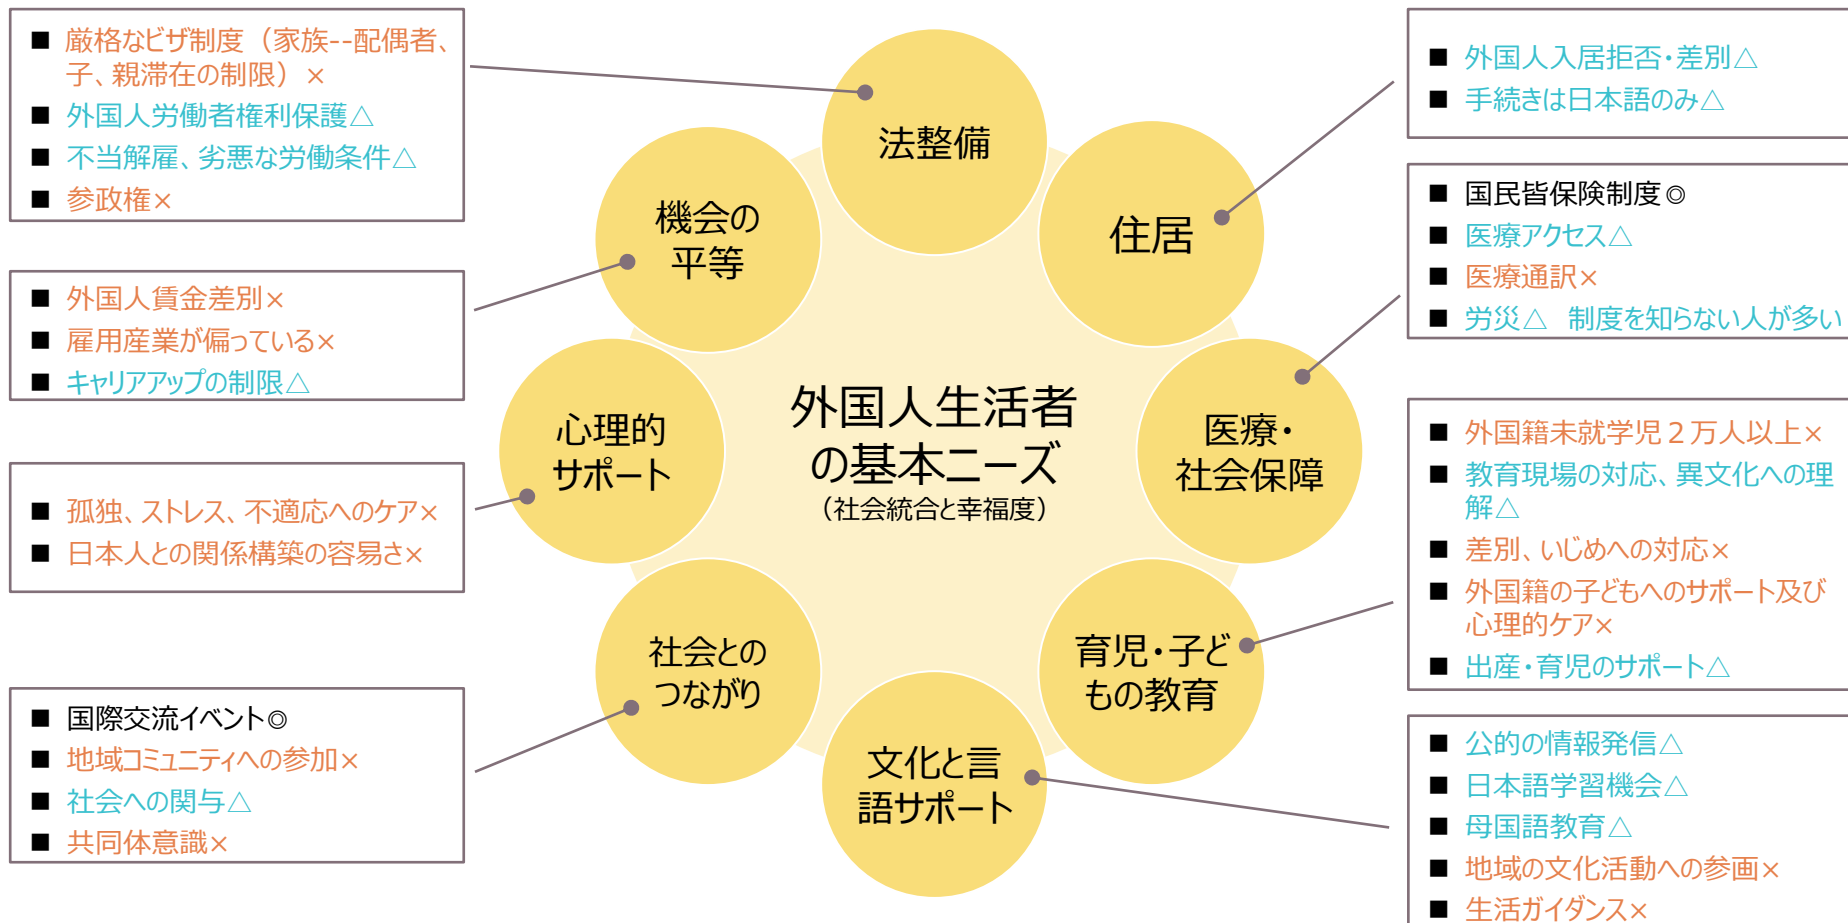 ■ 厳格なビザ制度（家族--配偶者、
子、親滞在の制限）×
■ 外国人労働者権利保護△
■ 不当解雇、劣悪な労働条件△
■ 参政権×
■ 外国人賃金差別×
■ 雇用産業が偏っている×
■ キャリアアップの制限△
■ 孤独、ストレス、不適応へのケア×
■ 日本人との関係構築の容易さ×
■ 国際交流イベント◎
■ 地域コミュニティへの参加×
■ 社会への関与△
■ 共同体意識×
法整備
機会の
平等
住居
心理的
サポート
外国人生活者
の基本ニーズ
（社会統合と幸福度）
医療・
社会保障
社会との
つながり
育児・子ど
もの教育
文化と言
語サポート
■ 外国人入居拒否・差別△
■ 手続きは日本語のみ△
■ 国民皆保険制度◎
■ 医療アクセス△
■ 医療通訳×
■ 労災△ 制度を知らない人が多い
■ 外国籍未就学児２万人以上×
■ 教育現場の対応、異文化への理
解△
■ 差別、いじめへの対応×
■ 外国籍の子どもへのサポート及び
心理的ケア×
■ 出産・育児のサポート△
■ 公的の情報発信△
■ 日本語学習機会△
■ 母国語教育△
■ 地域の文化活動への参画×
■ 生活ガイダンス×